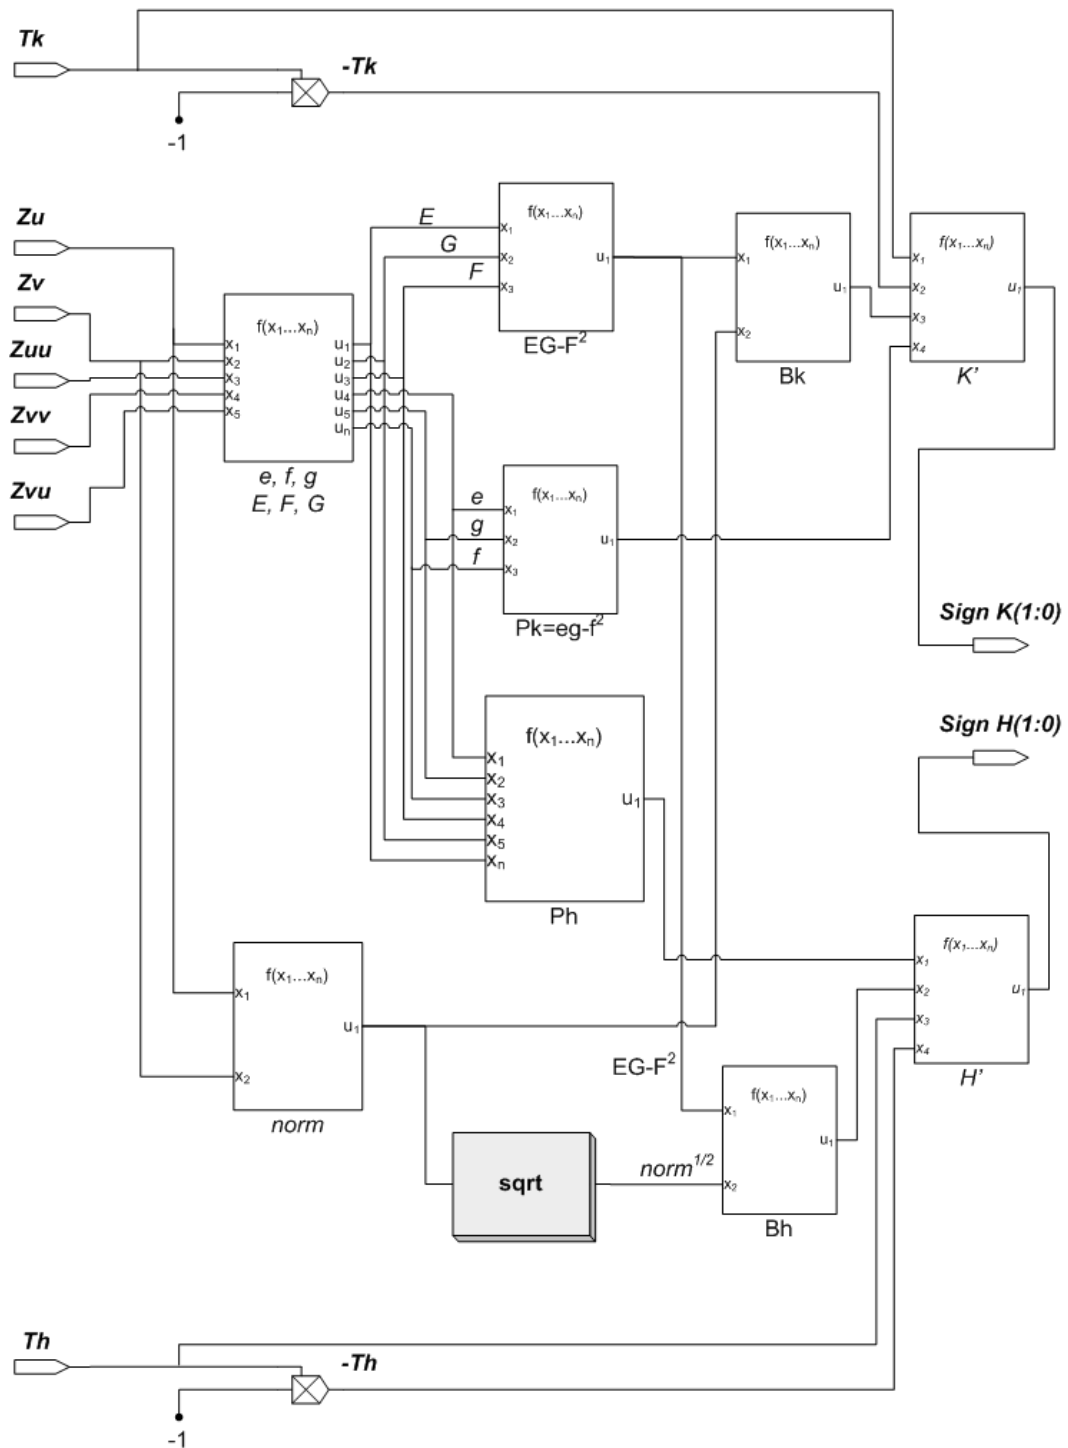 Tk
-Tk
-1
Zu
Zv
Zuu
Zvv
Zvu
f(x₁...xₙ)
x₁
x₂
x₃
x₄
x₅
u₁
u₂
u₃
u₄
u₅
uₙ
e, f, g
E, F, G
E
G
F
f(x₁...xₙ)
x₁
x₂
x₃
u₁
EG-F²
f(x₁...xₙ)
x₁
x₂
u₁
Bk
f(x₁...xₙ)
x₁
x₂
x₃
x₄
u₁
K'
e
g
f
f(x₁...xₙ)
x₁
x₂
x₃
u₁
Pk=eg-f²
Sign K(1:0)
Sign H(1:0)
f(x₁...xₙ)
x₁
x₂
x₃
x₄
x₅
xₙ
u₁
Ph
f(x₁...xₙ)
x₁
x₂
u₁
norm
f(x₁...xₙ)
x₁
x₂
x₃
x₄
u₁
H'
EG-F²
sqrt
norm^1/2
f(x₁...xₙ)
x₁
x₂
u₁
Bh
Th
-Th
-1